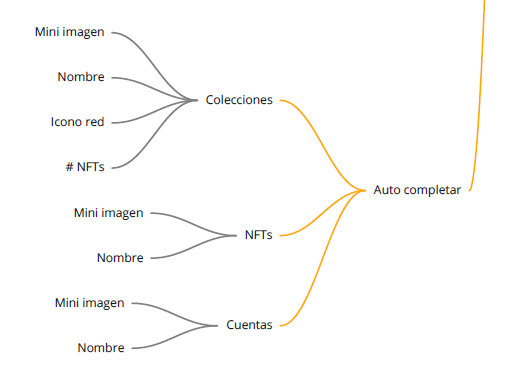 Mini imagen
Nombre
Colecciones
Icono red
# NFTs
Auto completar
Mini imagen
NFTs
Nombre
Mini imagen
Cuentas
Nombre